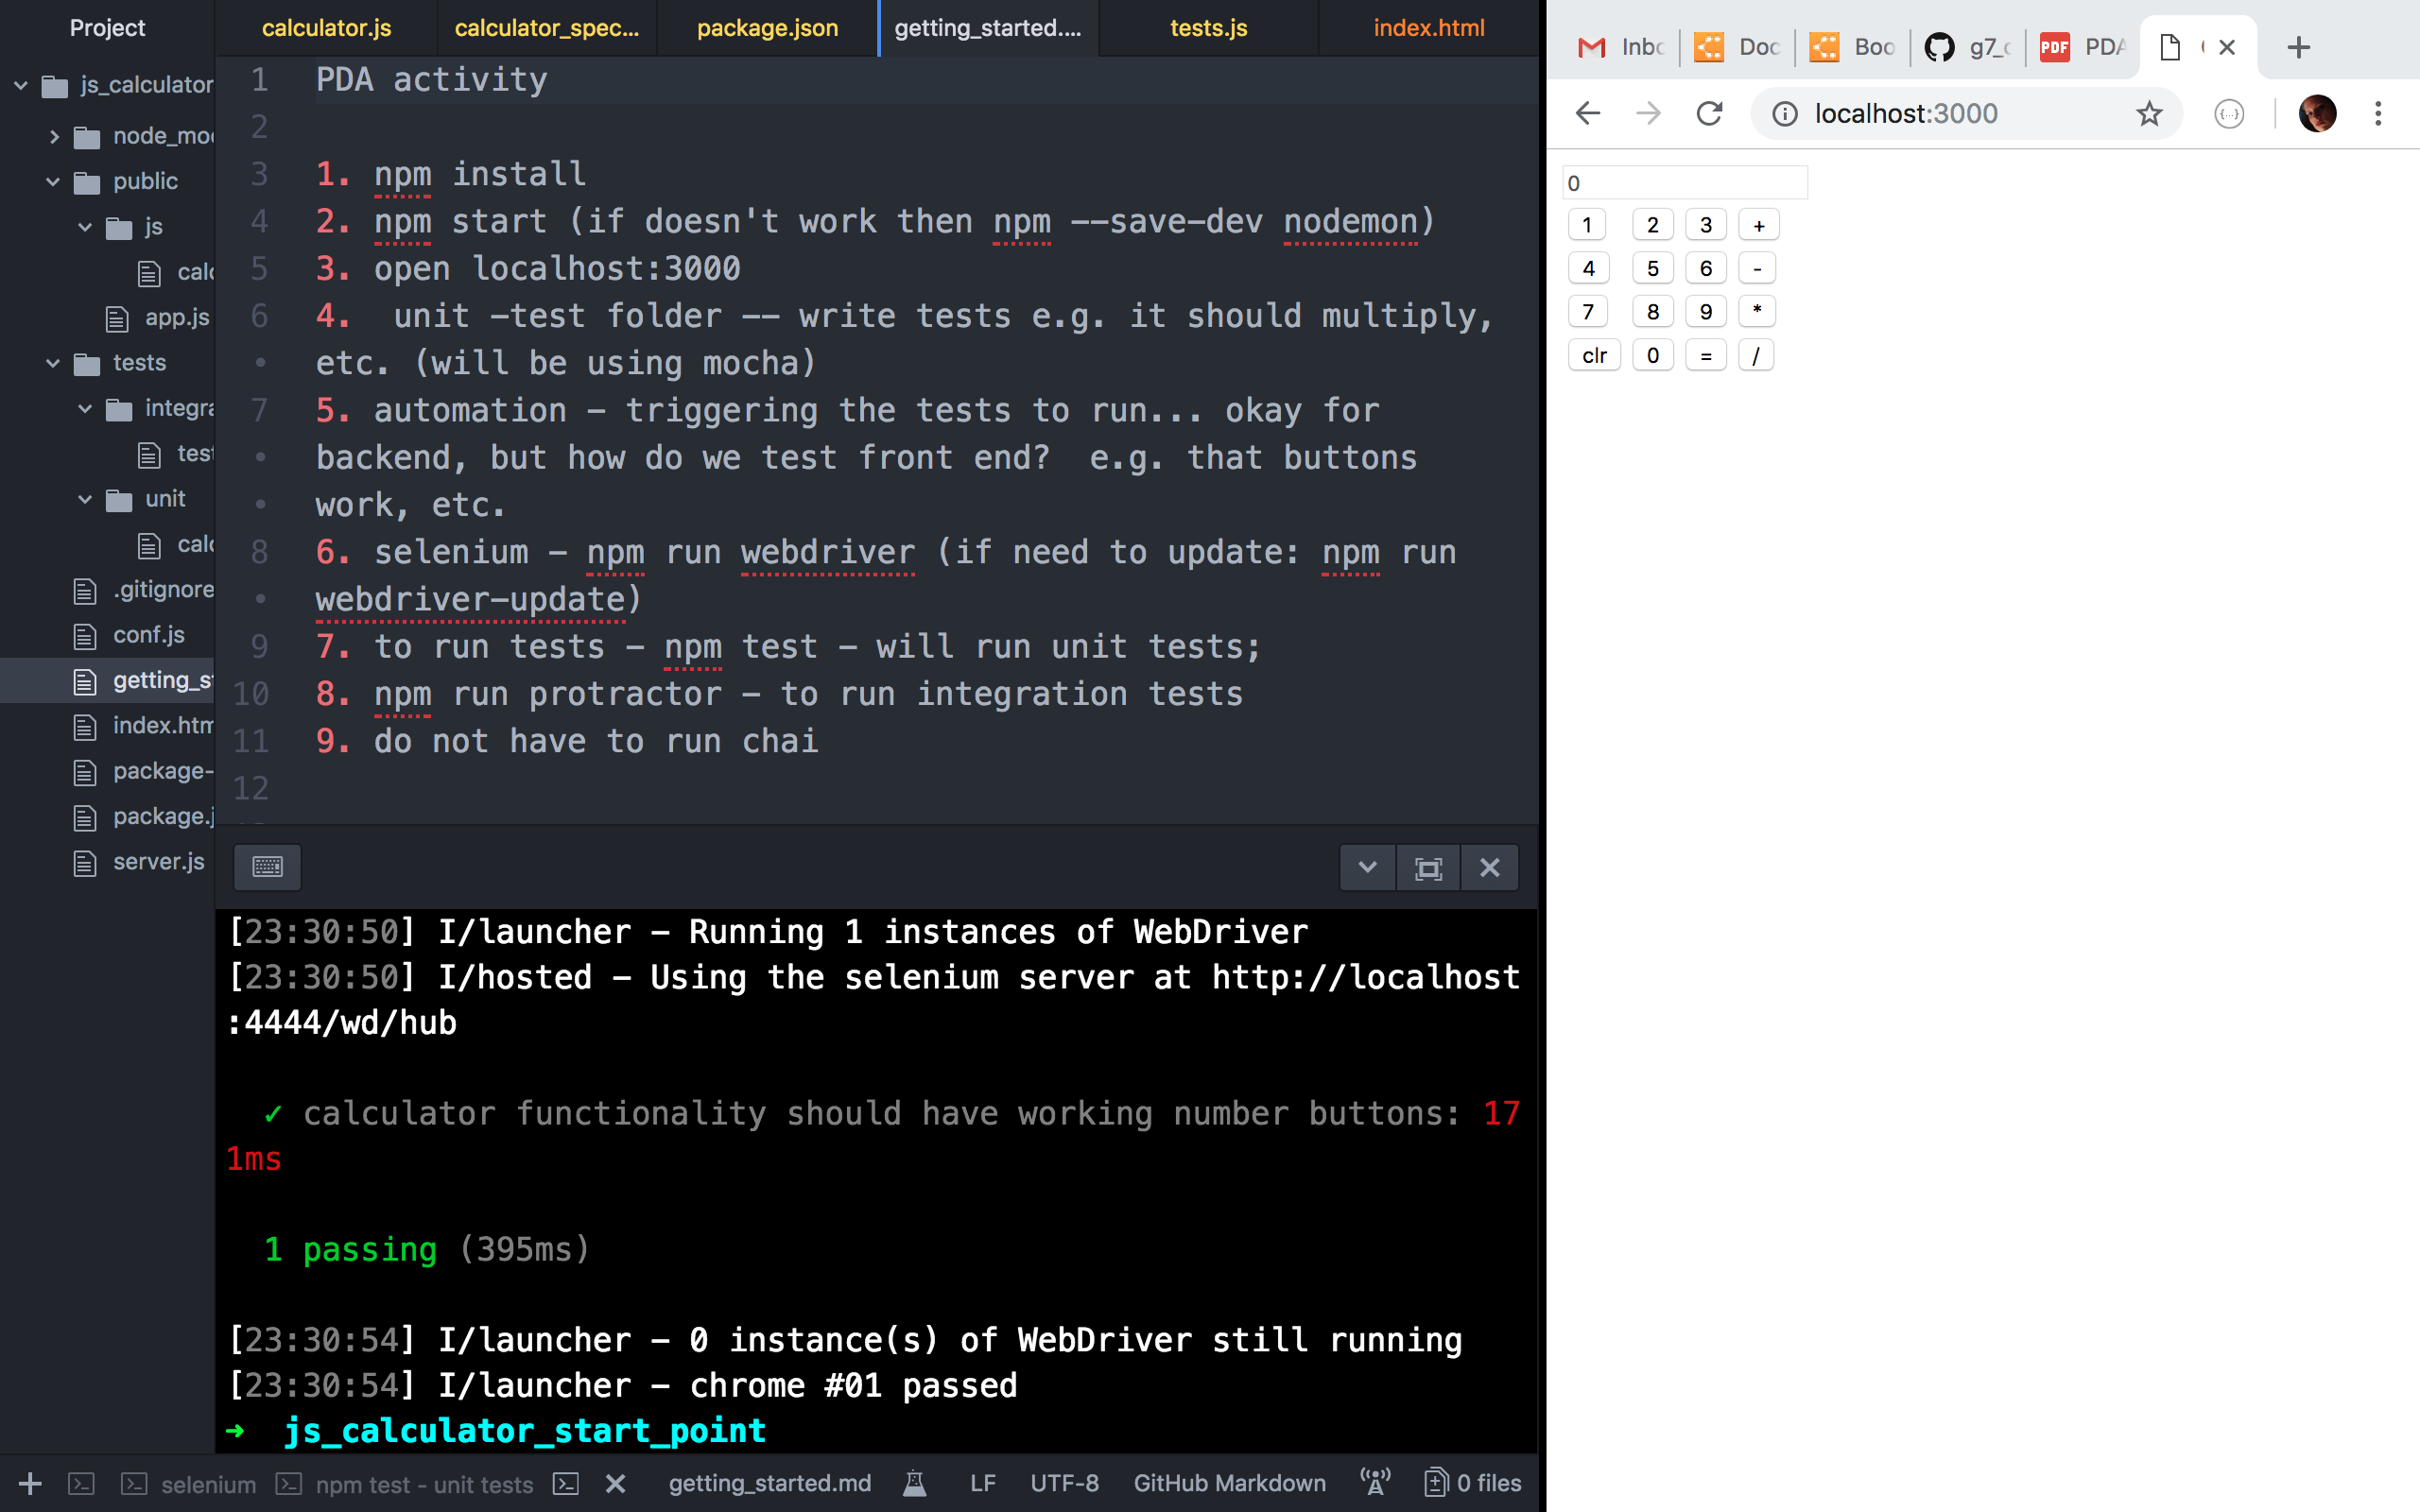 Project
calculator.js
calculator_spec...
package.json
getting_started....
tests.js
index.html
js_calculator
node_mo
public
js
calc
app.js
tests
integra
test
unit
calc
.gitignore
conf.js
getting_st
index.htm
package-
package.j
server.js
1 PDA activity
2
3 1. npm install
4 2. npm start (if doesn't work then npm --save-dev nodemon)
5 3. open localhost:3000
6 4.  unit -test folder -- write tests e.g. it should multiply,
• etc. (will be using mocha)
7 5. automation - triggering the tests to run... okay for
• backend, but how do we test front end?  e.g. that buttons
• work, etc.
8 6. selenium - npm run webdriver (if need to update: npm run
• webdriver-update)
9 7. to run tests - npm test - will run unit tests;
10 8. npm run protractor - to run integration tests
11 9. do not have to run chai
12
[23:30:50] I/launcher - Running 1 instances of WebDriver
[23:30:50] I/hosted - Using the selenium server at http://localhost
:4444/wd/hub
✓ calculator functionality should have working number buttons: 17
1ms
1 passing (395ms)
[23:30:54] I/launcher - 0 instance(s) of WebDriver still running
[23:30:54] I/launcher - chrome #01 passed
➜ js_calculator_start_point
selenium
npm test - unit tests
getting_started.md
LF
UTF-8
GitHub Markdown
0 files
Inbo
Doc
Boo
g7_c
PDF PDA
localhost:3000
0
1 2 3 +
4 5 6 -
7 8 9 *
clr 0 = /